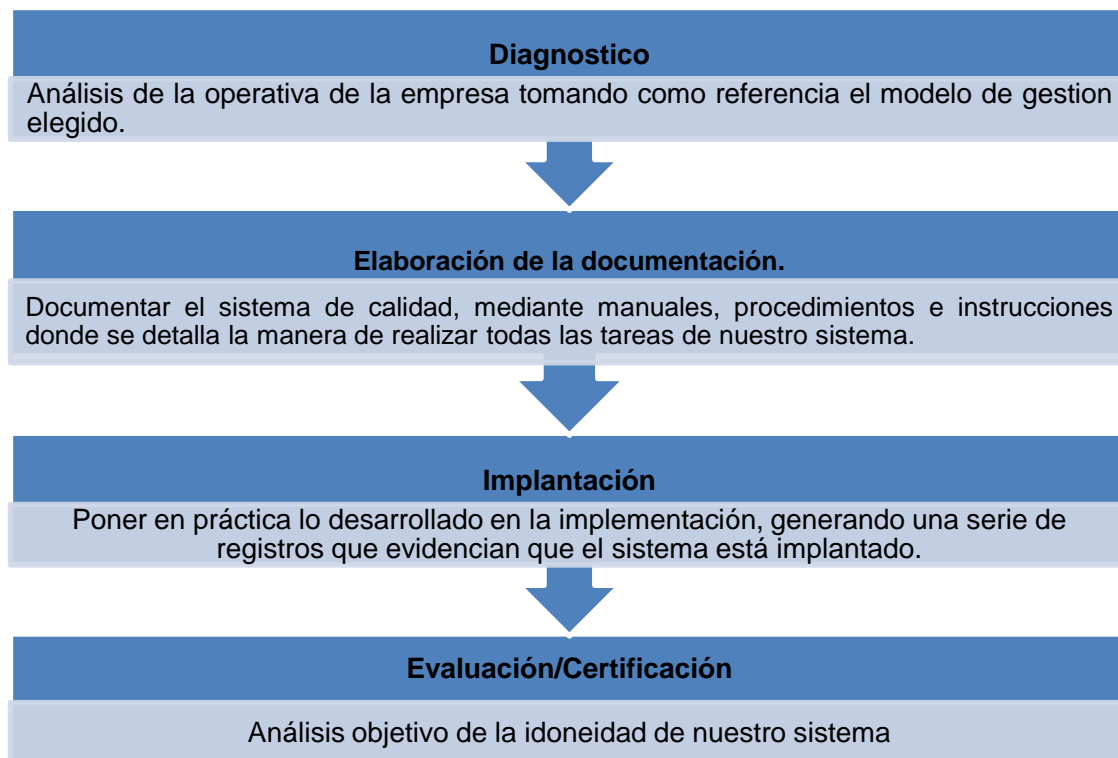 Diagnostico
Análisis de la operativa de la empresa tomando como referencia el modelo de gestion
elegido.
Elaboración de la documentación.
Documentar el sistema de calidad, mediante manuales, procedimientos e instrucciones
donde se detalla la manera de realizar todas las tareas de nuestro sistema.
Implantación
Poner en práctica lo desarrollado en la implementación, generando una serie de
registros que evidencian que el sistema está implantado.
Evaluación/Certificación
Análisis objetivo de la idoneidad de nuestro sistema